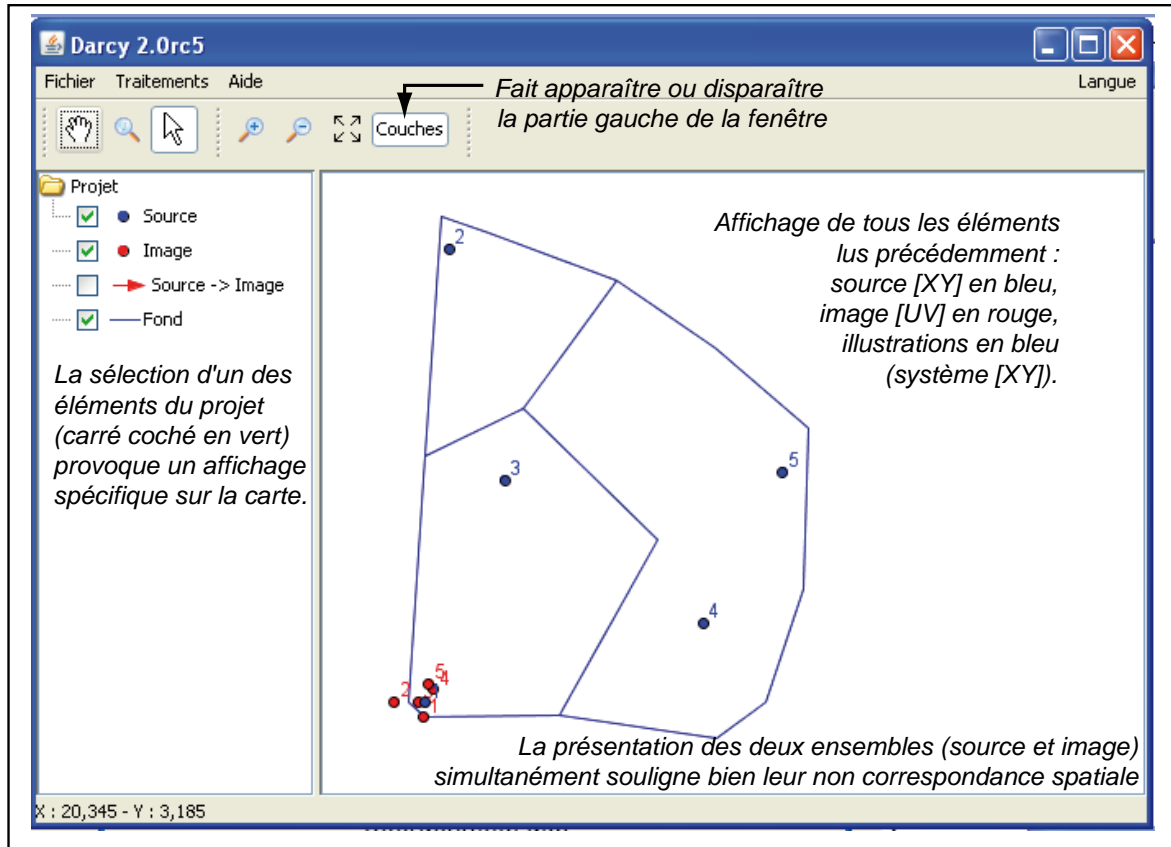 Darcy 2.0rc5
Fichier Traitements Aide
Langue
Couches
Fait apparaître ou disparaître
la partie gauche de la fenêtre
Projet
Source
Image
Source -> Image
Fond
La sélection d'un des
éléments du projet
(carré coché en vert)
provoque un affichage
spécifique sur la carte.
Affichage de tous les éléments
lus précédemment :
source [XY] en bleu,
image [UV] en rouge,
illustrations en bleu
(système [XY]).
2
3
5
4
5
4
2
1
La présentation des deux ensembles (source et image)
simultanément souligne bien leur non correspondance spatiale
X : 20,345 - Y : 3,185